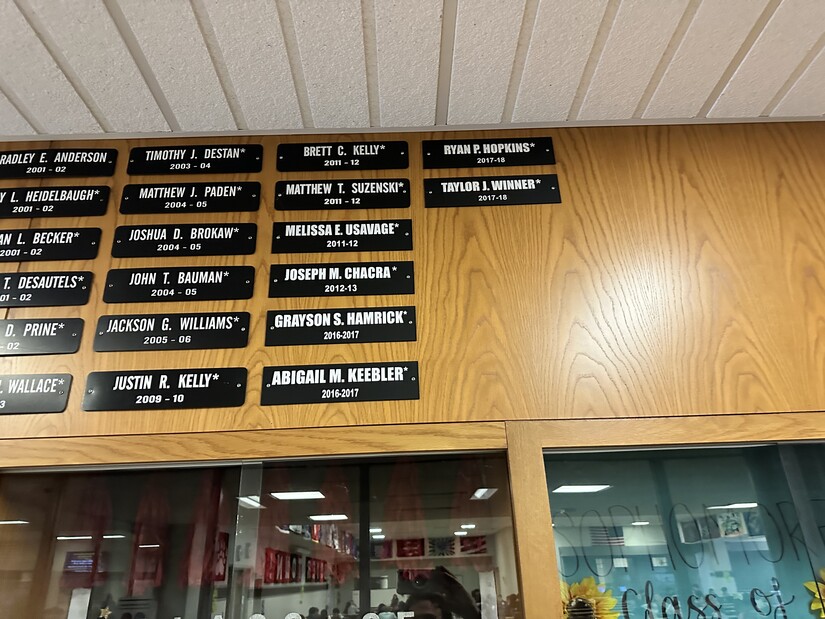 RADLEY E. ANDERSON
2001 - 02
Y L. HEIDELBAUGH*
2001 - 02
AN L. BECKER*
2001 - 02
T. DESAUTELS*
01 - 02
D. PRINE*
- 02
WALLACE*
3
TIMOTHY J. DESTAN*
2003 - 04
MATTHEW J. PADEN*
2004 - 05
JOSHUA D. BROKAW*
2004 - 05
JOHN T. BAUMAN*
2004 - 05
JACKSON G. WILLIAMS*
2005 - 06
JUSTIN R. KELLY*
2009 - 10
BRETT C. KELLY*
2011 - 12
MATTHEW T. SUZENSKI*
2011 - 12
MELISSA E. USAVAGE*
2011-12
JOSEPH M. CHACRA*
2012-13
GRAYSON S. HAMRICK*
2016-2017
ABIGAIL M. KEEBLER*
2016-2017
RYAN P. HOPKINS*
2017-18
TAYLOR J. WINNER*
2017-18
SOPHOMORE
Class of